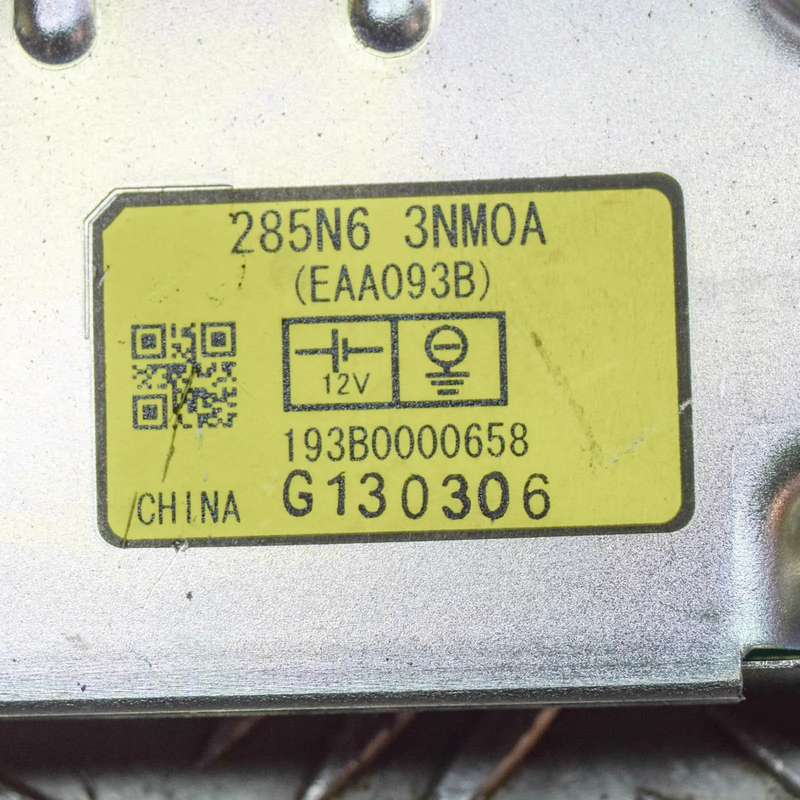 285N6 3NM0A
(EAA093B)
12V
193B0000658
CHINA G130306